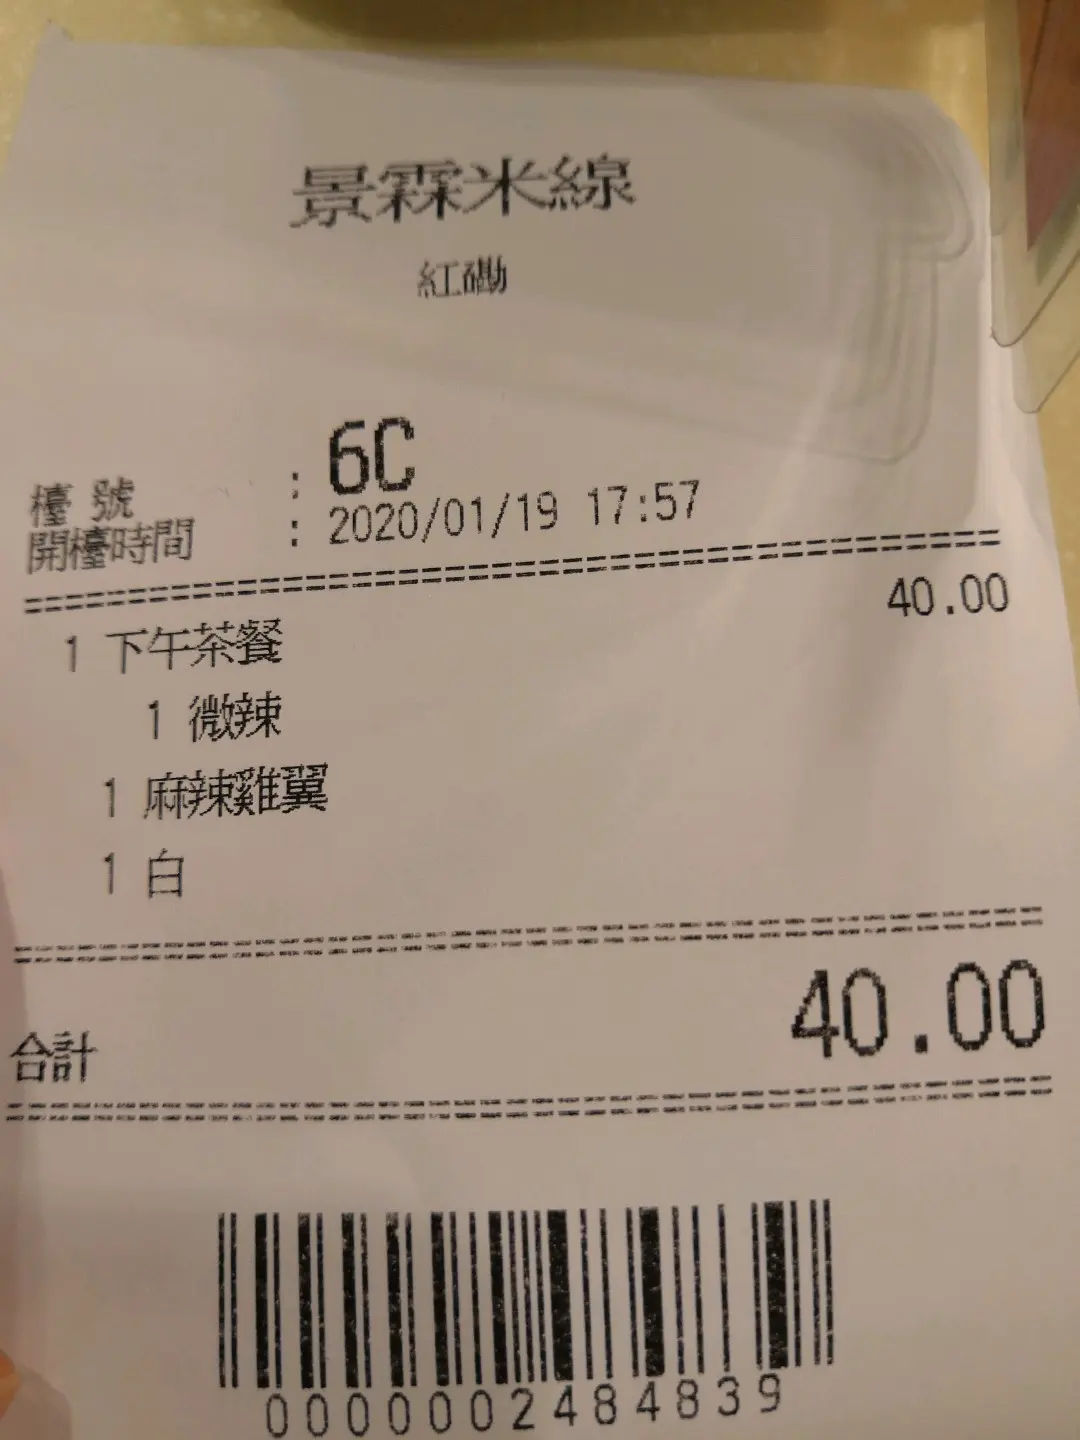 景霖米線
紅磡
檯號 : 6C
開檯時間 : 2020/01/19 17:57
1 下午茶餐 40.00
1 微辣
1 麻辣雞翼
1 白
合計 40.00
0000002484839